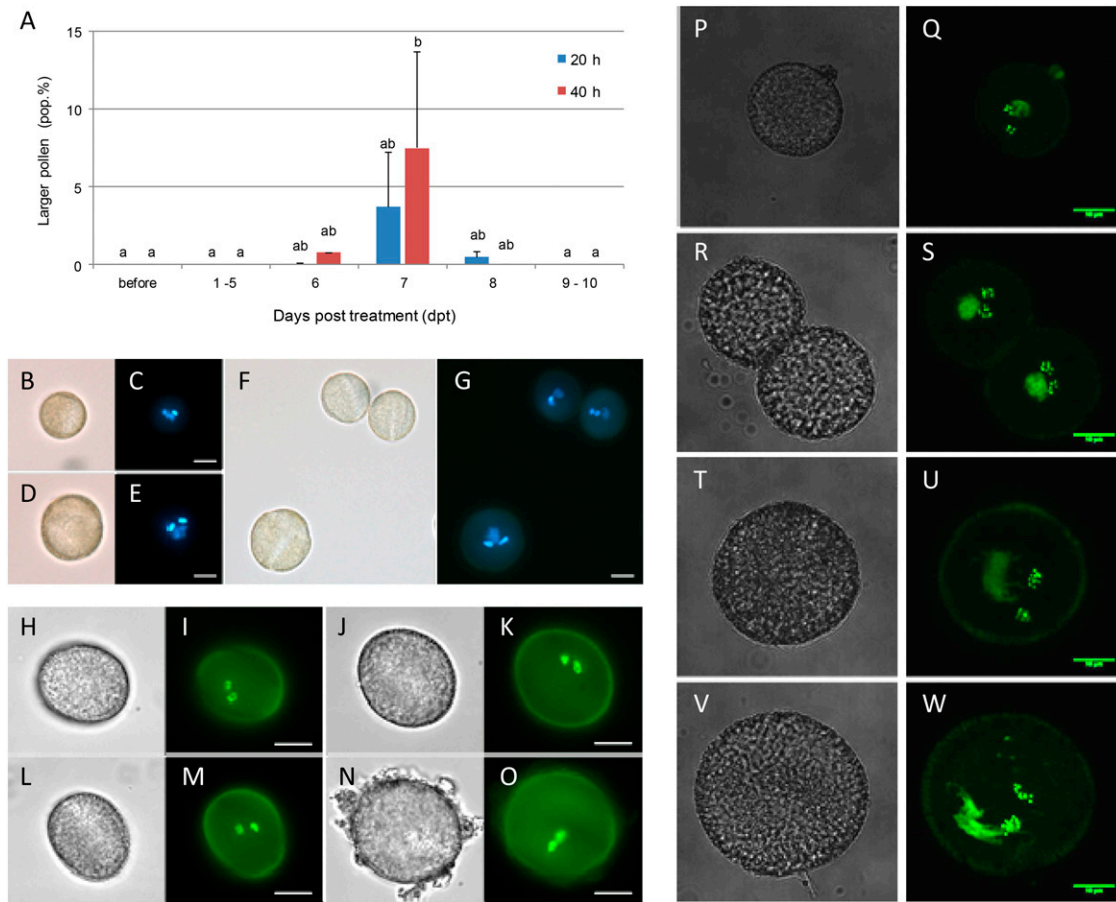 A
15
10
5
0
Larger pollen (pop.%)
20 h
40 h
a a a a ab ab ab b ab ab a a
before 1 -5 6 7 8 9 - 10
Days post treatment (dpt)
B C F G
D E
H I J K
L M N O
P Q
R S
T U
V W